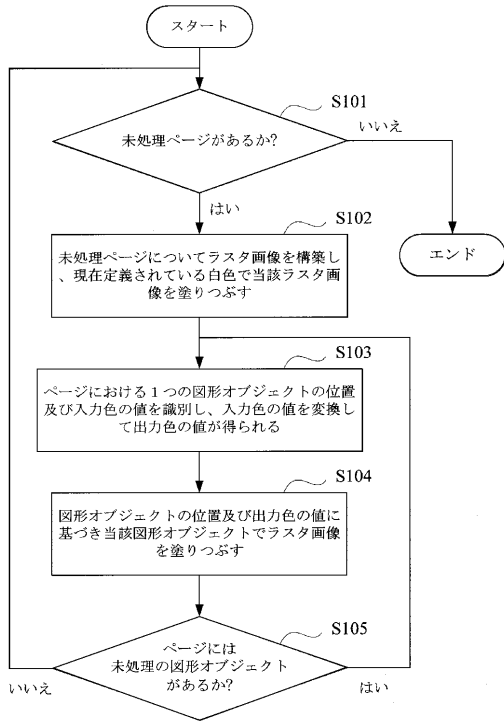 スタート
S101
未処理ページがあるか?
いいえ
はい
S102
エンド
未処理ページについてラスタ画像を構築し
、現在定義されている白色で当該ラスタ画
像を塗りつぶす
S103
ページにおける1つの図形オブジェクトの位置
及び入力色の値を識別し、入力色の値を変換し
て出力色の値が得られる
S104
図形オブジェクトの位置及び出力色の値に
基づき当該図形オブジェクトでラスタ画像
を塗りつぶす
S105
ページには
未処理の図形オブジェクト
があるか?
いいえ
はい